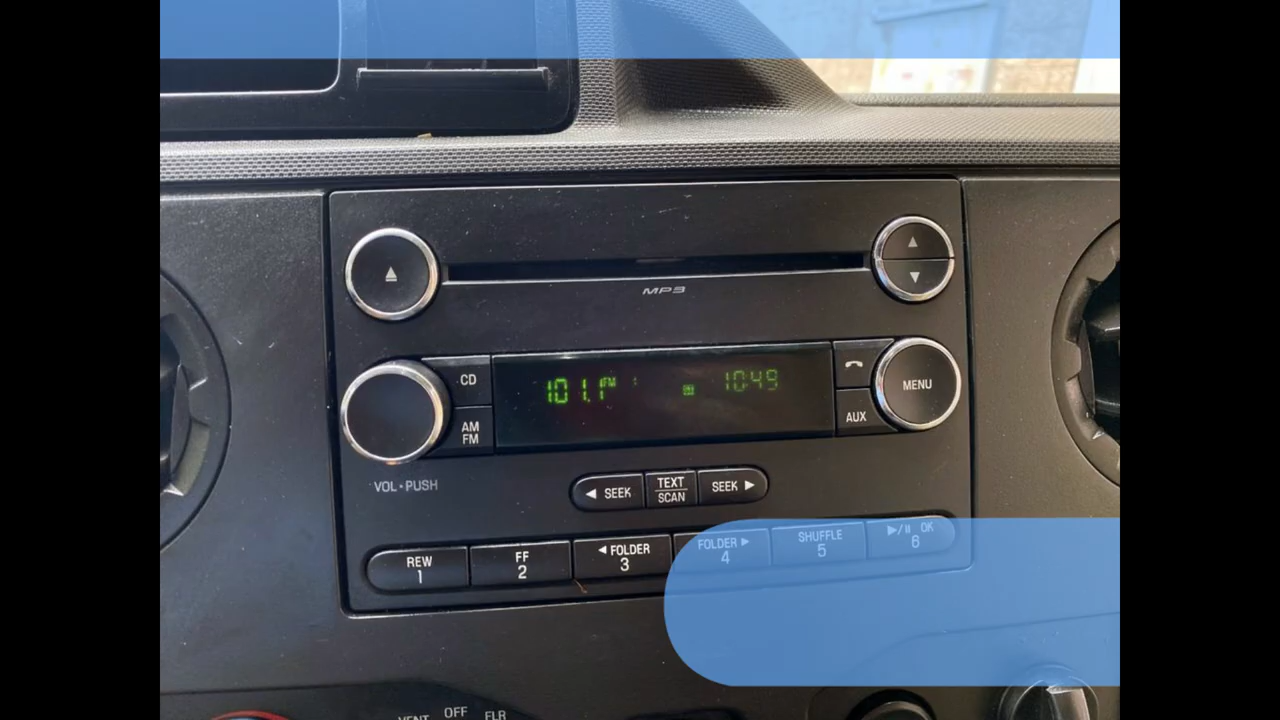 MP3
CD
101.1 FM 1
10:49
AM
FM
AUX
MENU
VOL•PUSH
◀ SEEK
TEXT
SCAN
SEEK ▶
REW
1
FF
2
◀ FOLDER
3
FOLDER ▶
4
SHUFFLE
5
▶/II OK
6
VENT OFF FLR